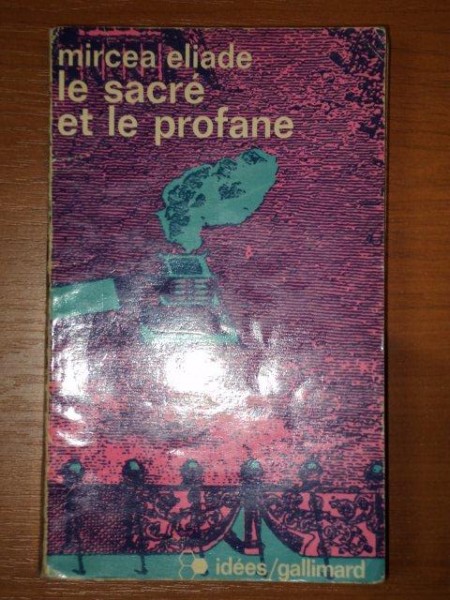 mircea eliade
le sacré
et le profane
idées/gallimard